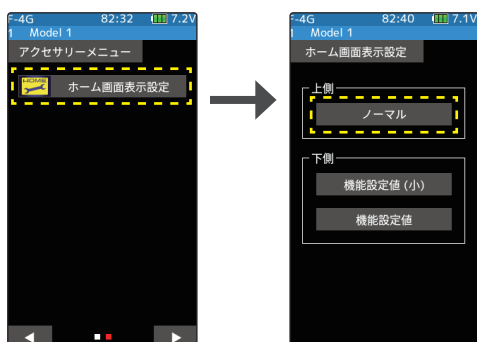 F-4G 82:32 7.2V
1 Model 1
アクセサリーメニュー
HOME
ホーム画面表示設定
F-4G 82:40 7.1V
1 Model 1
ホーム画面表示設定
上側
ノーマル
下側
機能設定値 (小)
機能設定値